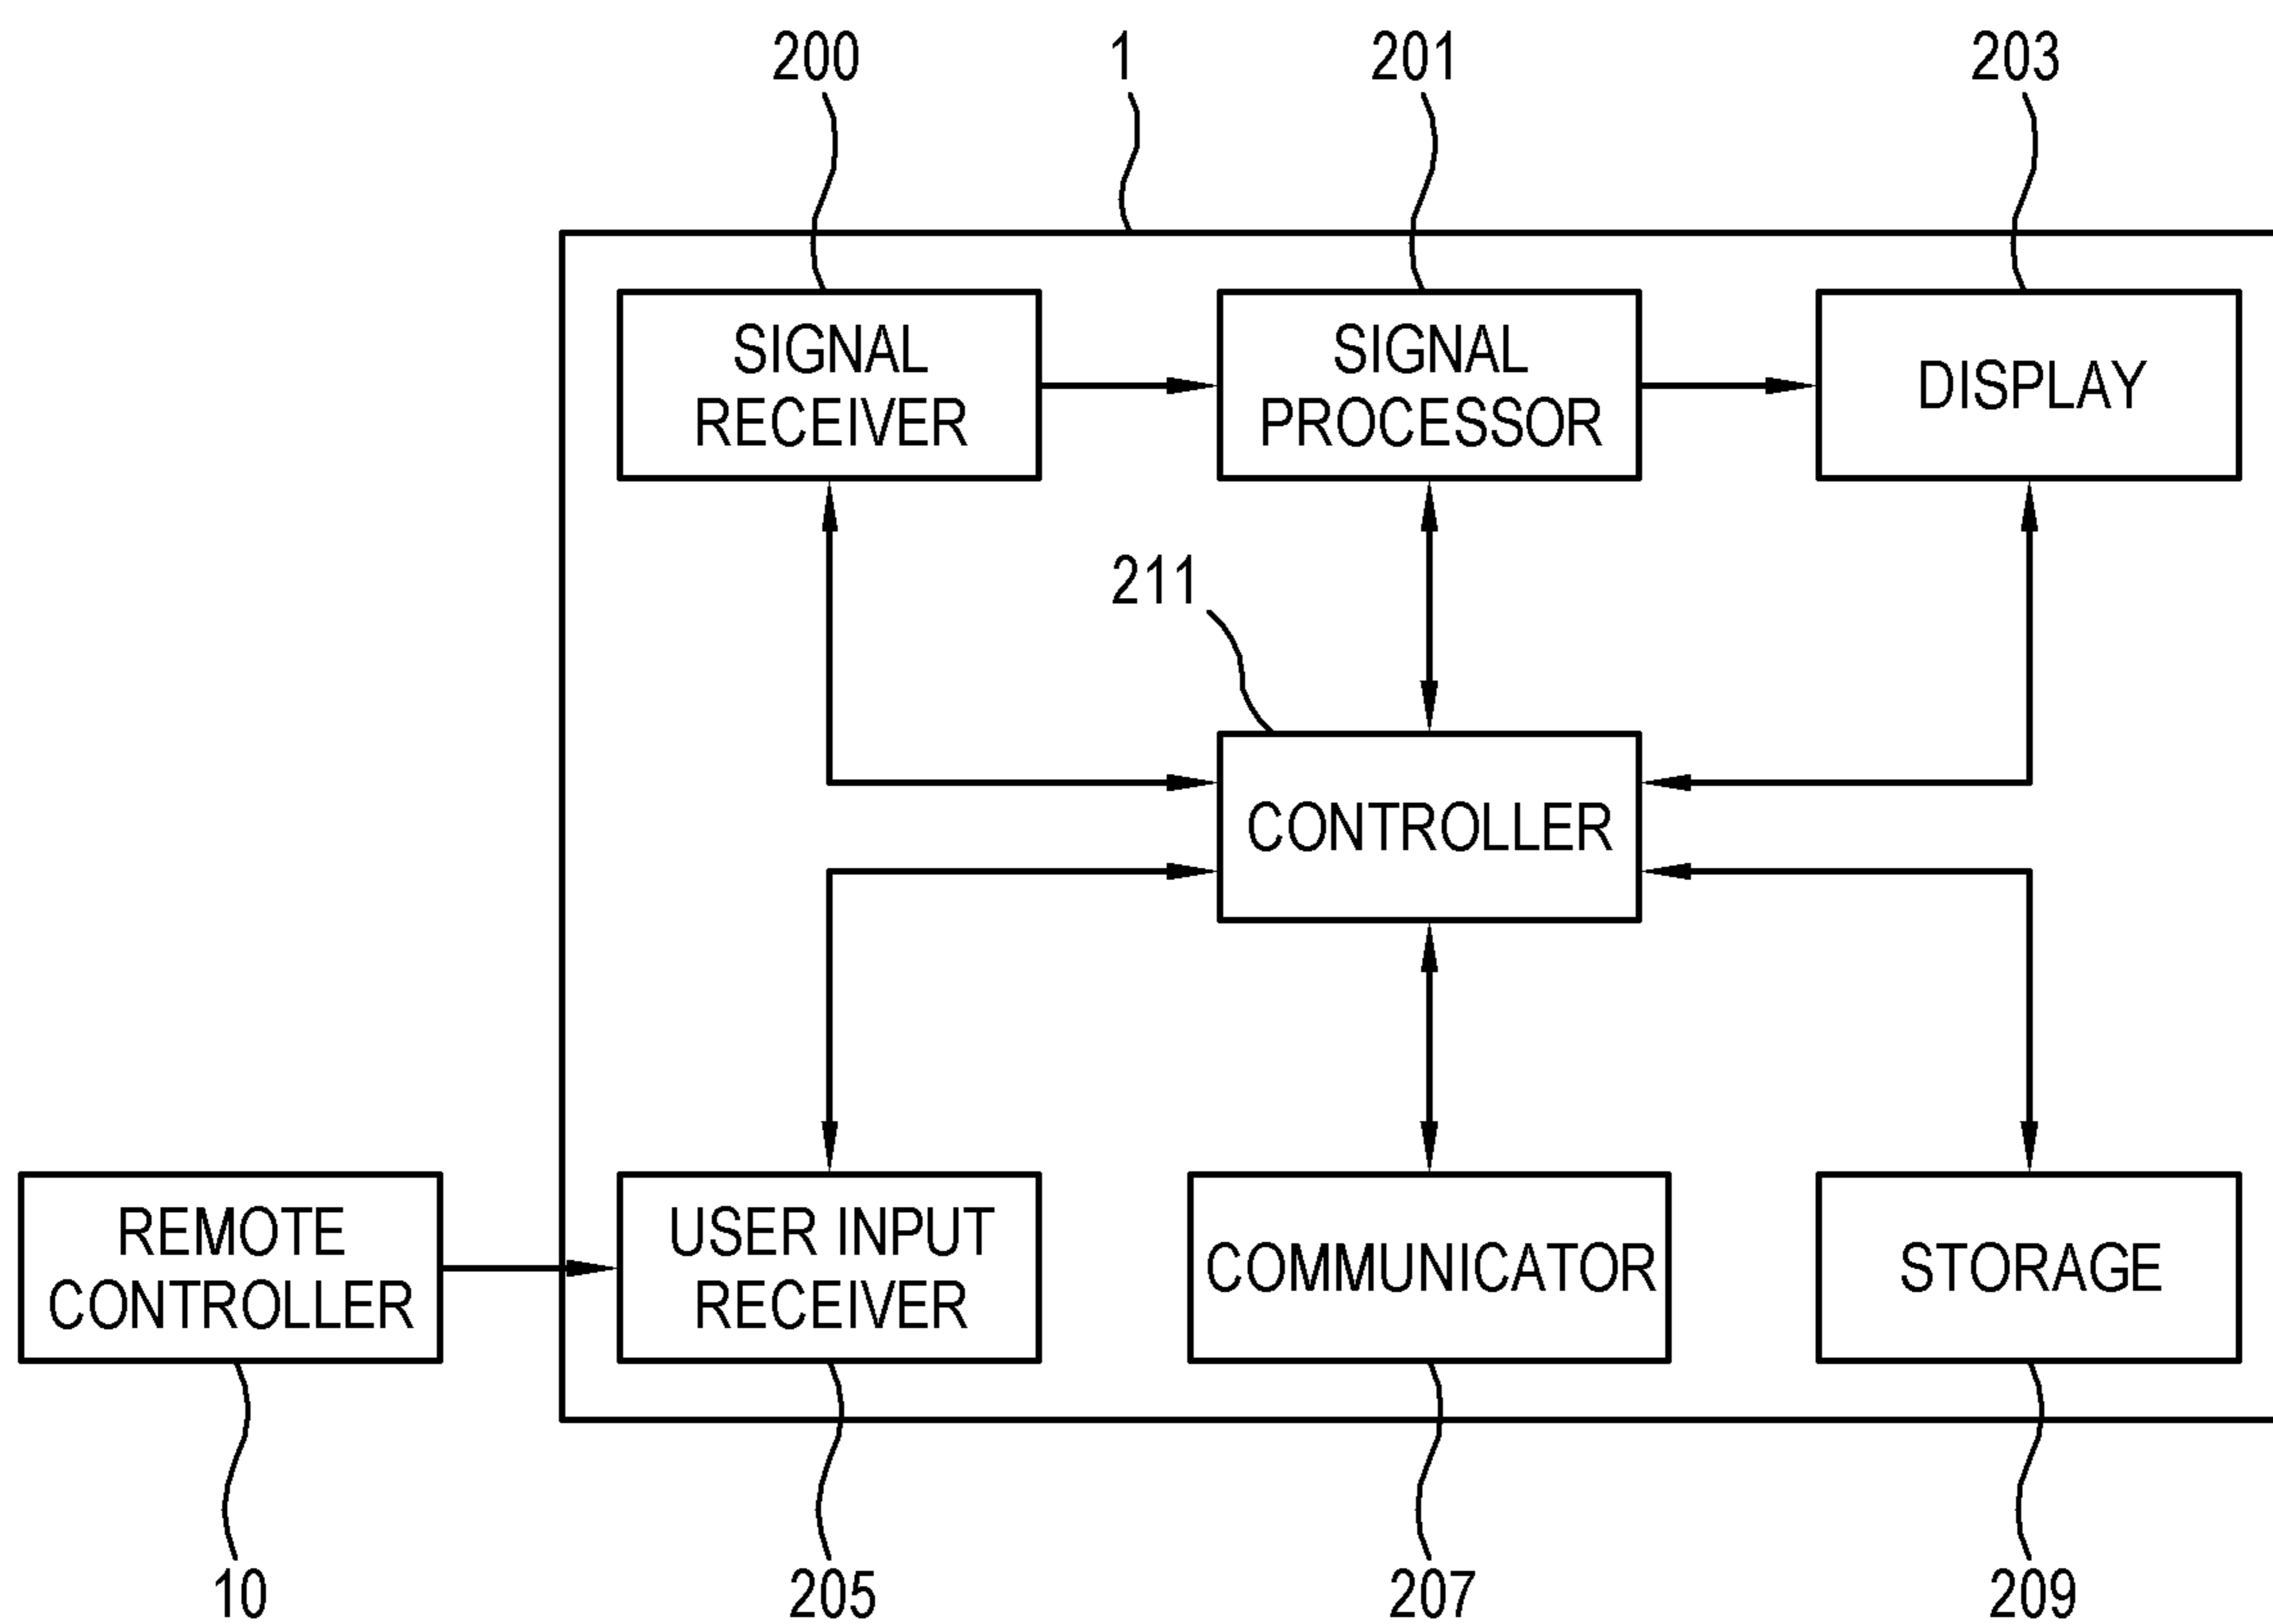 200
1
201
203
SIGNAL
RECEIVER
SIGNAL
PROCESSOR
DISPLAY
211
CONTROLLER
REMOTE
CONTROLLER
USER INPUT
RECEIVER
COMMUNICATOR
STORAGE
10
205
207
209